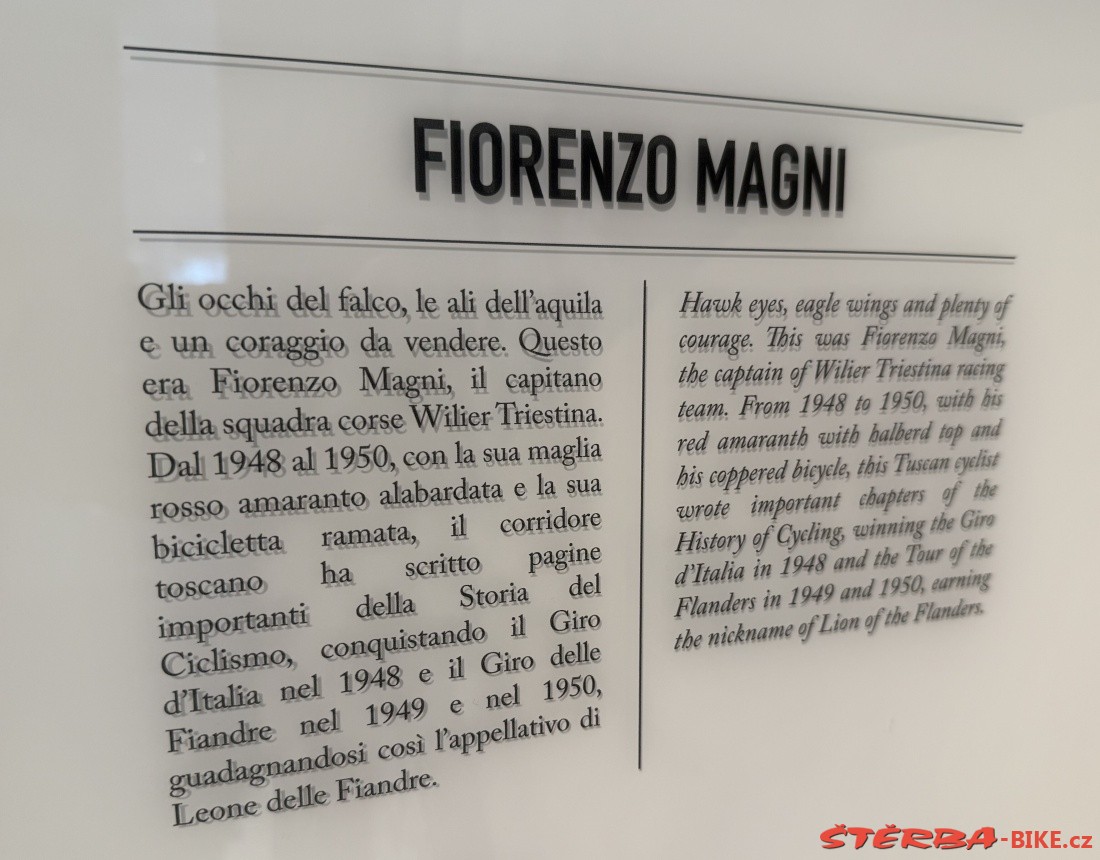 FIORENZO MAGNI
Gli occhi del falco, le ali dell'aquila
e un coraggio da vendere. Questo
era Fiorenzo Magni, il capitano
della squadra corse Wilier Triestina.
Dal 1948 al 1950, con la sua maglia
rosso amaranto alabardata e la sua
bicicletta ramata, il corridore
toscano ha scritto pagine
importanti della Storia del
Ciclismo, conquistando il Giro
d'Italia nel 1948 e il Giro delle
Fiandre nel 1949 e nel 1950,
guadagnandosi così l'appellativo di
Leone delle Fiandre.
Hawk eyes, eagle wings and plenty of
courage. This was Fiorenzo Magni,
the captain of Wilier Triestina racing
team. From 1948 to 1950, with his
red amaranth with halberd top and
his coppered bicycle, this Tuscan cyclist
wrote important chapters of the
History of Cycling, winning the Giro
d'Italia in 1948 and the Tour of the
Flanders in 1949 and 1950, earning
the nickname of Lion of the Flanders.
ŠTĚRBA-BIKE.cz